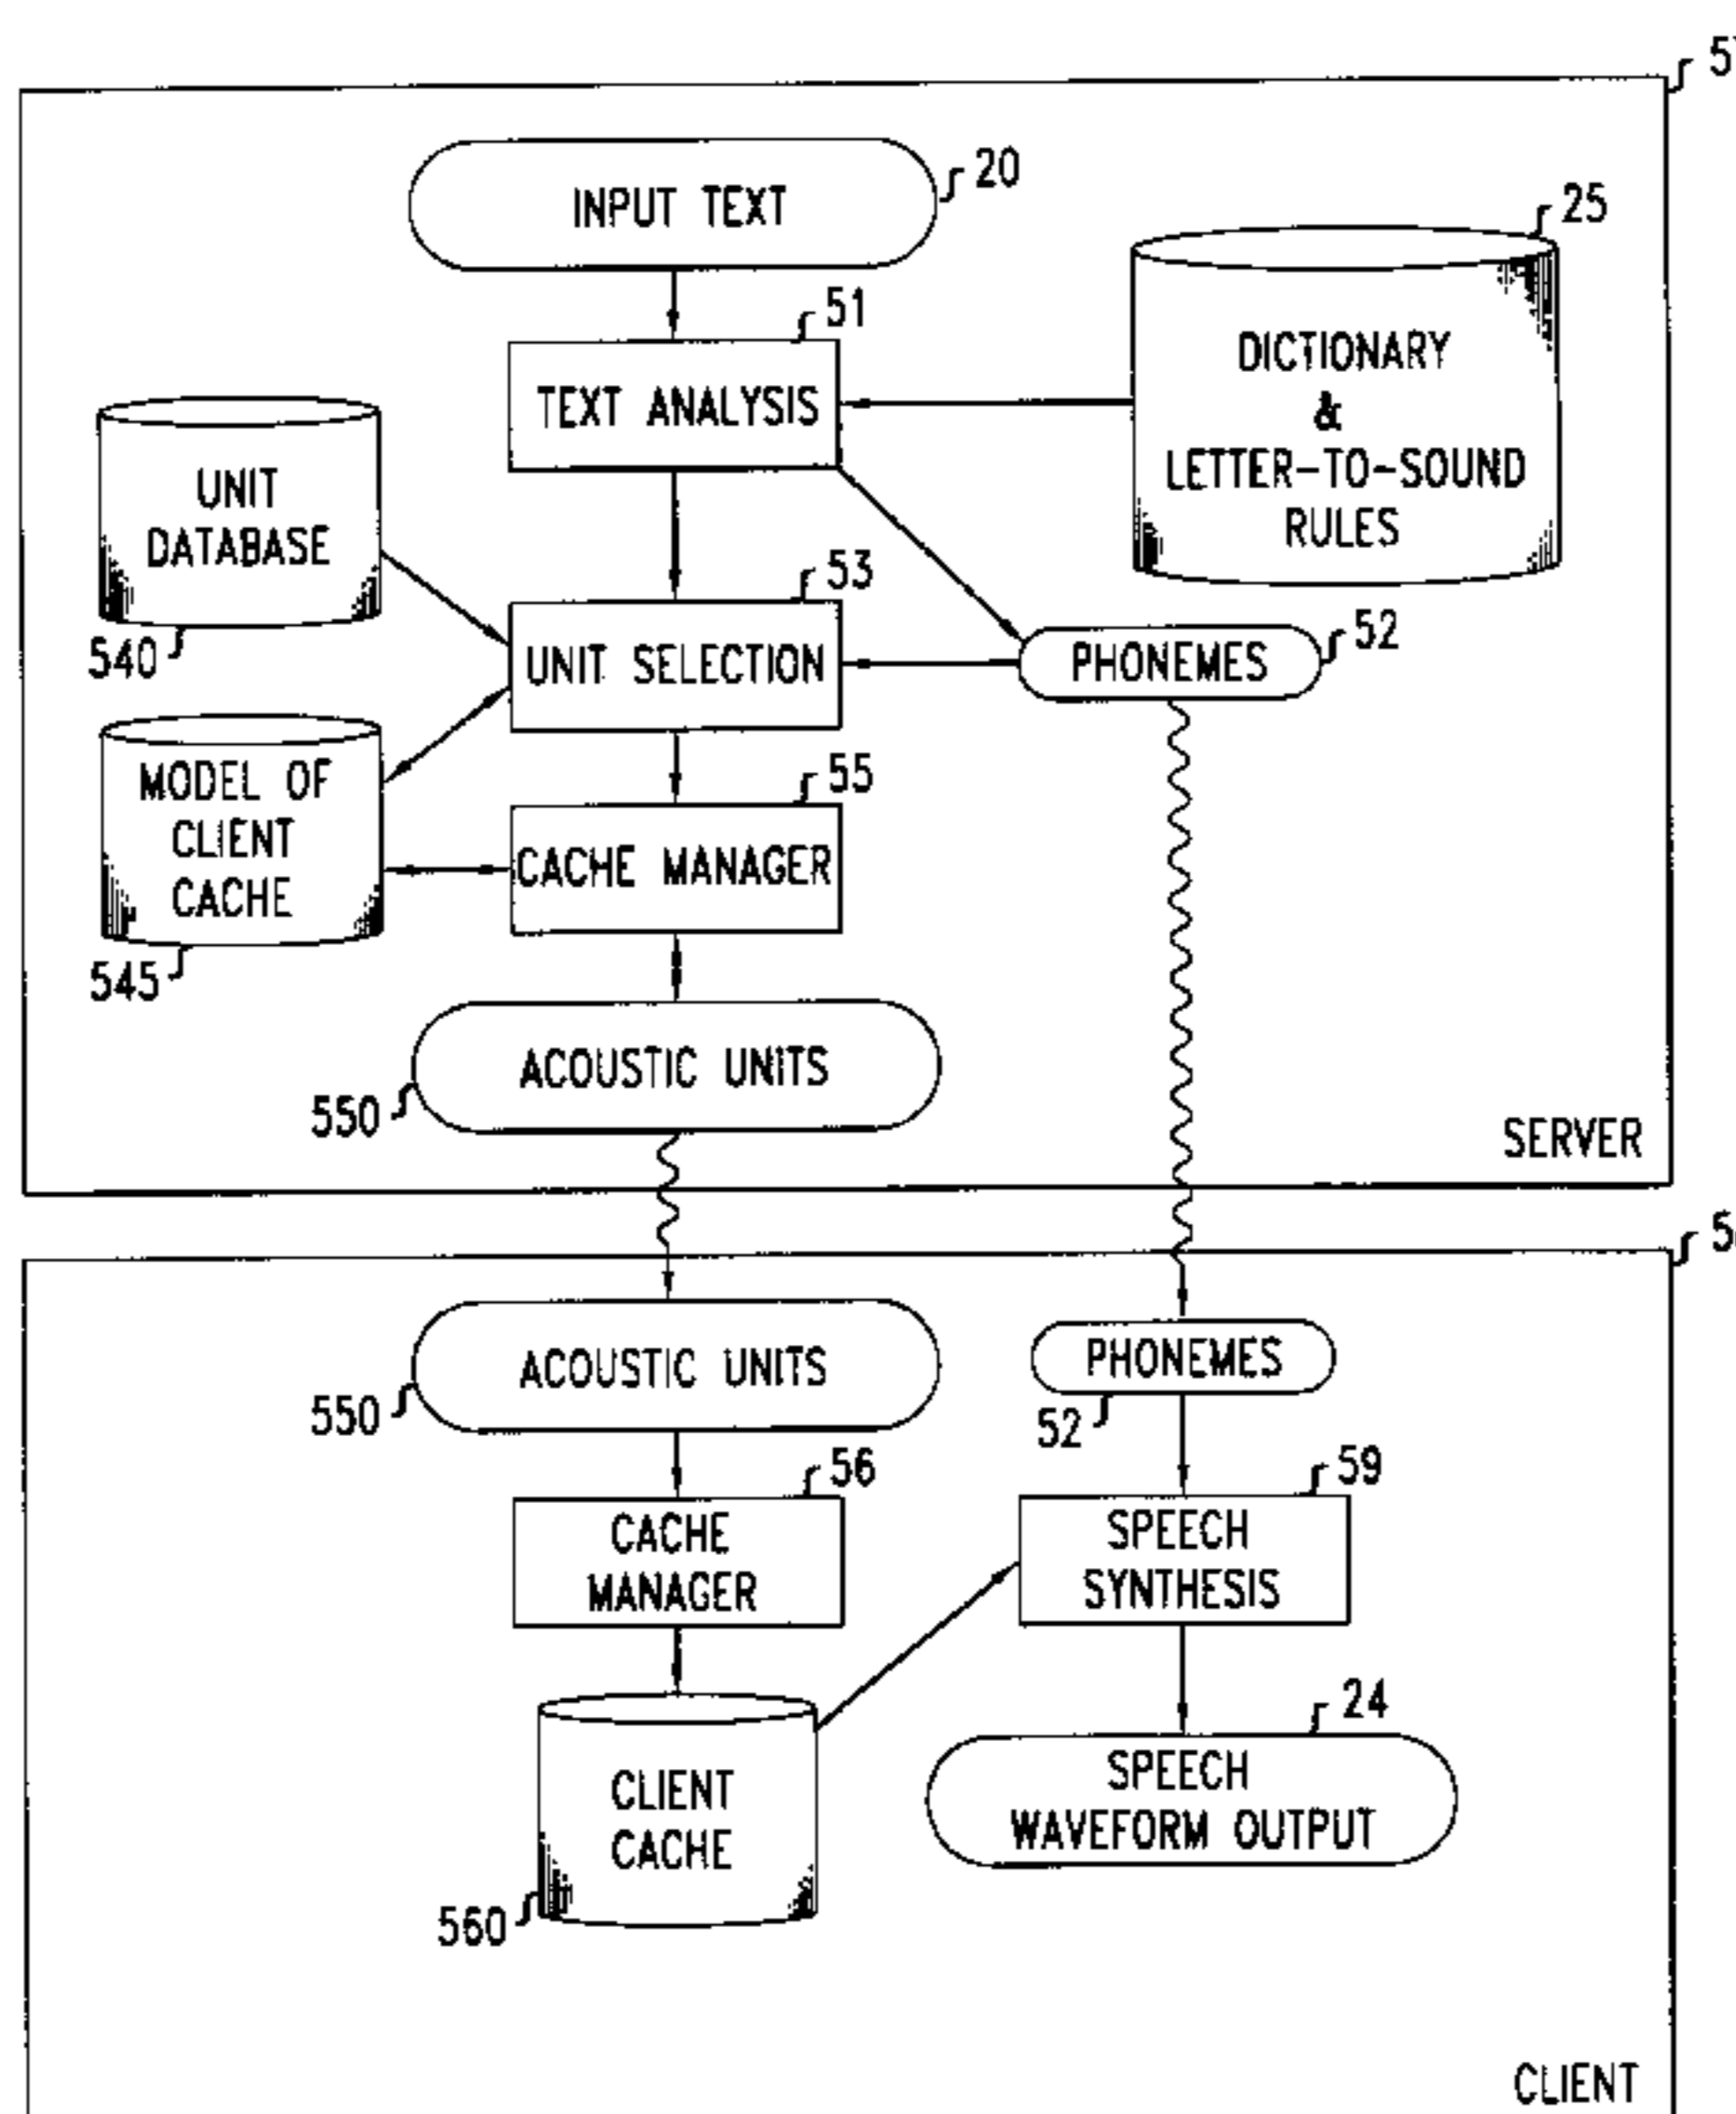 20
INPUT TEXT
25
51
DICTIONARY
&
LETTER-TO-SOUND
RULES
TEXT ANALYSIS
UNIT
DATABASE
540
53
UNIT SELECTION
52
PHONEMES
MODEL OF
CLIENT
CACHE
545
55
CACHE MANAGER
ACOUSTIC UNITS
550
SERVER
ACOUSTIC UNITS
550
PHONEMES
52
56
CACHE
MANAGER
59
SPEECH
SYNTHESIS
CLIENT
CACHE
560
24
SPEECH
WAVEFORM OUTPUT
CLIENT